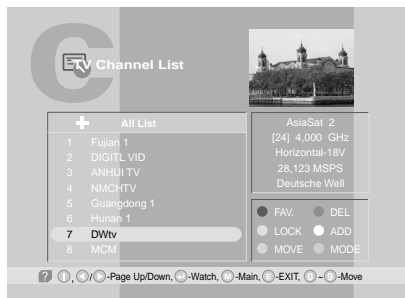 TV Channel List
All List
1 Fujian 1
2 DIGITL VID
3 ANHUI TV
4 NMCHTV
5 Guangdong 1
6 Hunan 1
7 DWtv
8 MCM
AsiaSat 2
[24] 4,000 GHz
Horizontal-18V
28,123 MSPS
Deutsche Well
FAV. DEL
LOCK ADD
MOVE MODE
? , / -Page Up/Down, -Watch, M -Main, E -EXIT, 0 – 9 -Move